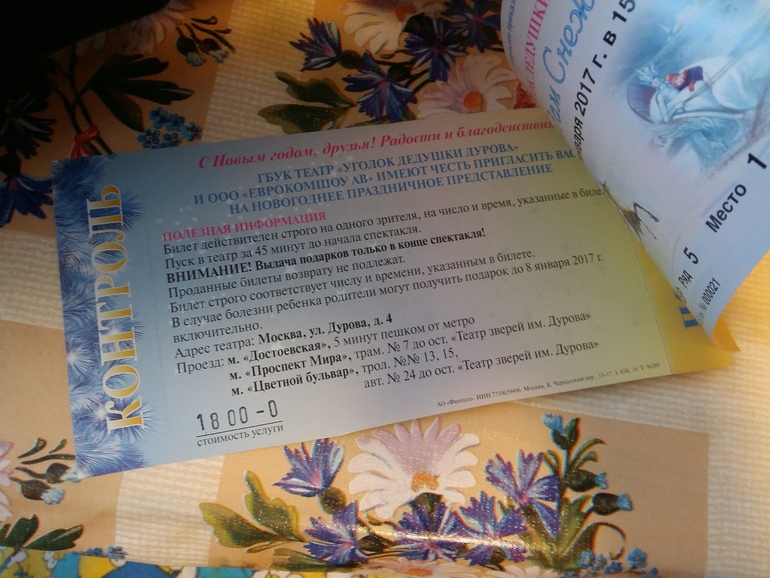 КОНТРОЛЬ
С Новым годом, друзья! Радости и благоденствия
ГБУК ТЕАТР «УГОЛОК ДЕДУШКИ ДУРОВА»
И ООО «ЕВРОКОМШОУ АВ» ИМЕЮТ ЧЕСТЬ ПРИГЛАСИТЬ ВАС
НА НОВОГОДНЕЕ ПРАЗДНИЧНОЕ ПРЕДСТАВЛЕНИЕ
ПОЛЕЗНАЯ ИНФОРМАЦИЯ
Билет действителен строго на одного зрителя, на число и время, указанные в билете
Пуск в театр за 45 минут до начала спектакля.
ВНИМАНИЕ! Выдача подарков только в конце спектакля!
Проданные билеты возврату не подлежат.
Билет строго соответствует числу и времени, указанным в билете.
В случае болезни ребенка родители могут получить подарок до 8 января 2017 г.
включительно.
Адрес театра: Москва, ул. Дурова, д. 4
Проезд: м. «Достоевская», 5 минут пешком от метро
м. «Проспект Мира», трам. № 7 до ост. «Театр зверей им. Дурова»
м. «Цветной бульвар», трол. №№ 13, 15,
авт. № 24 до ост. «Театр зверей им. Дурова»
1800-0
стоимость услуги
ДЕДУШКИ
Снеж
января 2017 г. В 15
Ряд 5 Место 1
000021